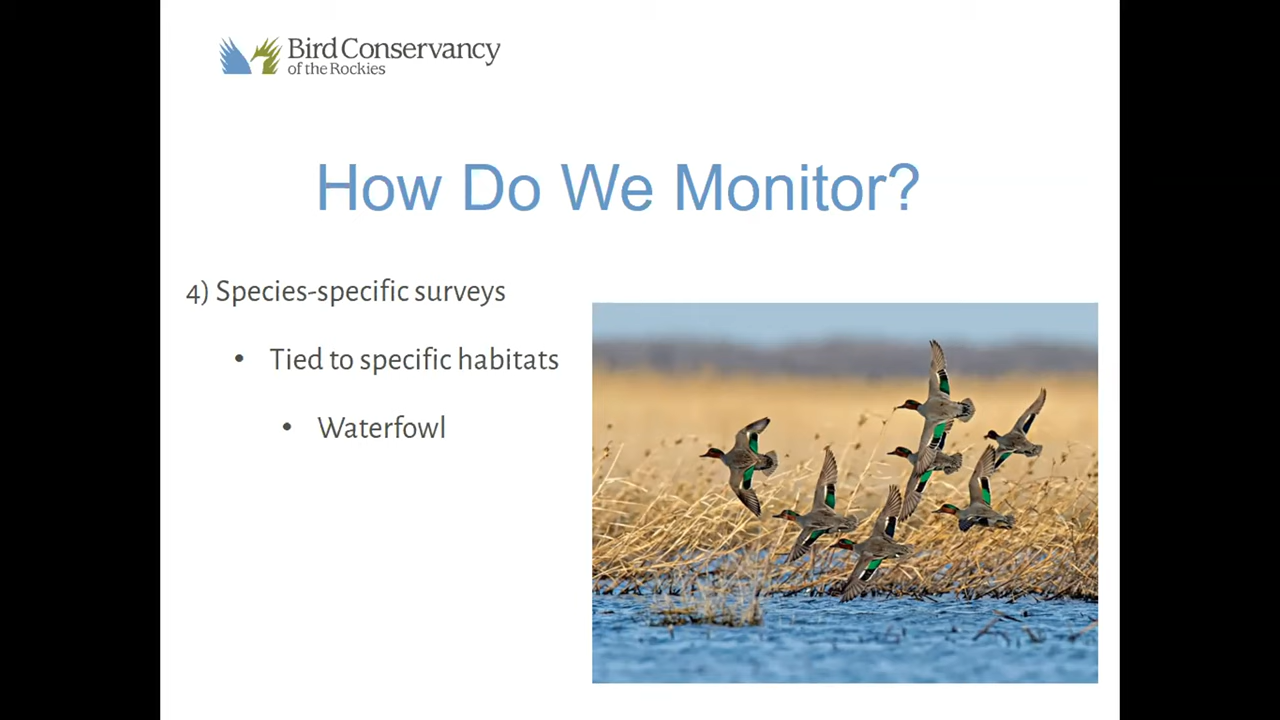 Bird Conservancy
of the Rockies
How Do We Monitor?
4) Species-specific surveys
• Tied to specific habitats
• Waterfowl